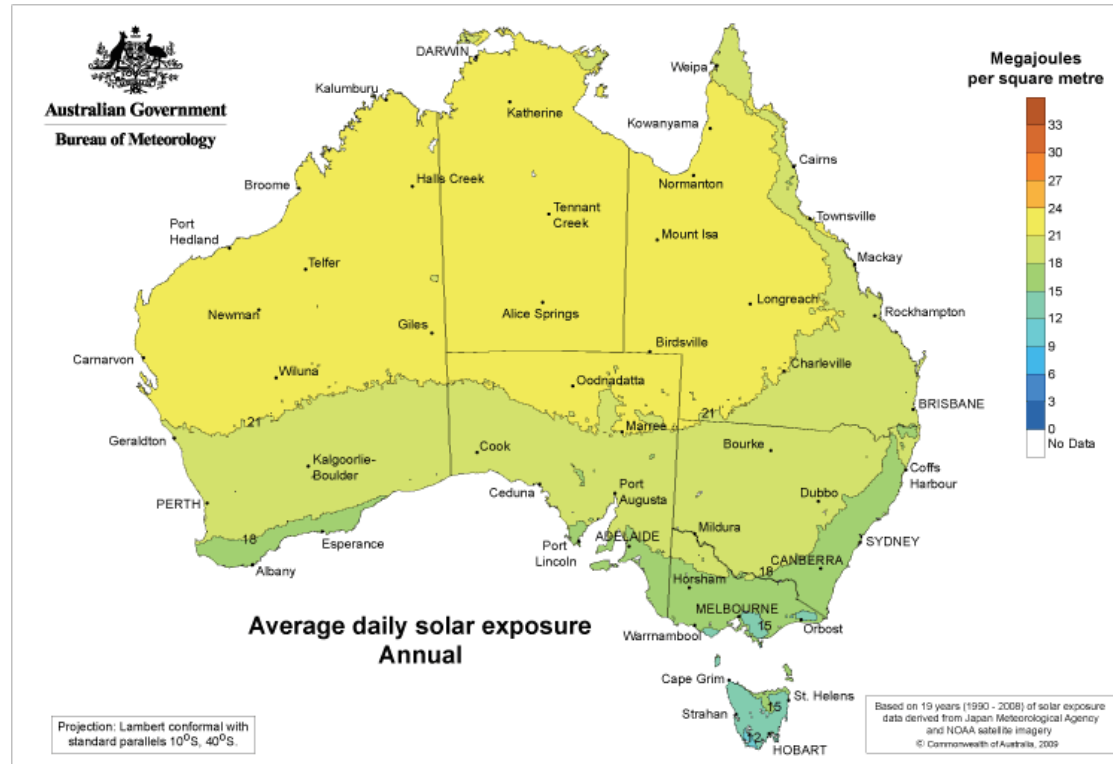 Australian Government
Bureau of Meteorology
Megajoules
per square metre
33
30
27
24
21
18
15
12
9
6
3
0
No Data
DARWIN
Weipa
Kalumburu
Katherine
Kowanyama
Cairns
Broome
Halls Creek
Normanton
Tennant
Creek
Townsville
Port
Hedland
Mount Isa
Telfer
Mackay
Newman
Alice Springs
Longreach
Rockhampton
Giles
Birdsville
Carnarvon
Wiluna
Charleville
Oodnadatta
21
21
BRISBANE
Geraldton
Marree
Cook
Bourke
Kalgoorlie-
Boulder
Coffs
Harbour
Ceduna
Port
Augusta
Dubbo
PERTH
Mildura
18
Esperance
ADELAIDE
SYDNEY
Port
Lincoln
18
CANBERRA
Albany
Horsham
MELBOURNE
Average daily solar exposure
Annual
Warrnambool
15
Orbost
Cape Grim
St. Helens
15
Strahan
12
HOBART
Projection: Lambert conformal with
standard parallels 10°S, 40°S.
Based on 19 years (1990 - 2008) of solar exposure
data derived from Japan Meteorological Agency
and NOAA satellite imagery
© Commonwealth of Australia, 2009